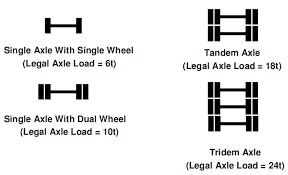 Single Axle With Single Wheel
(Legal Axle Load = 6t)
Tandem Axle
(Legal Axle Load = 18t)
Single Axle With Dual Wheel
(Legal Axle Load = 10t)
Tridem Axle
(Legal Axle Load = 24t)